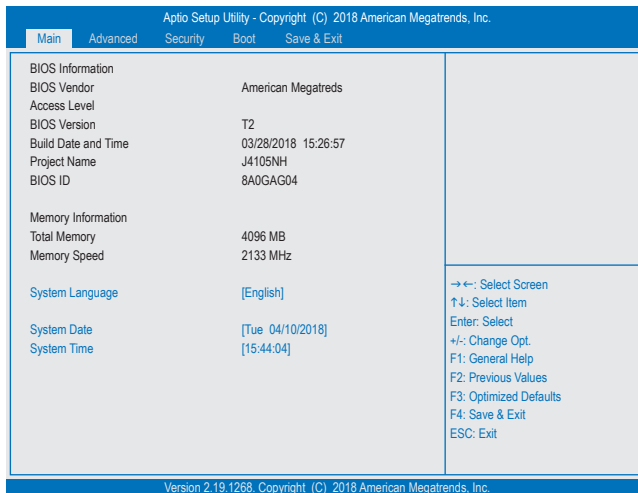 Aptio Setup Utility - Copyright (C) 2018 American Megatrends, Inc.
Main Advanced Security Boot Save & Exit
BIOS Information
BIOS Vendor American Megatreds
Access Level
BIOS Version T2
Build Date and Time 03/28/2018 15:26:57
Project Name J4105NH
BIOS ID 8A0GAG04
Memory Information
Total Memory 4096 MB
Memory Speed 2133 MHz
System Language [English]
System Date [Tue 04/10/2018]
System Time [15:44:04]
→←: Select Screen
↑↓: Select Item
Enter: Select
+/-: Change Opt.
F1: General Help
F2: Previous Values
F3: Optimized Defaults
F4: Save & Exit
ESC: Exit
Version 2.19.1268. Copyright (C) 2018 American Megatrends, Inc.